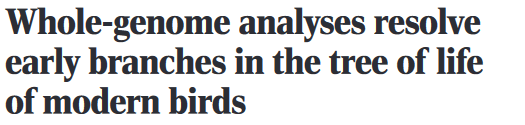 Whole-genome analyses resolve
early branches in the tree of life
of modern birds